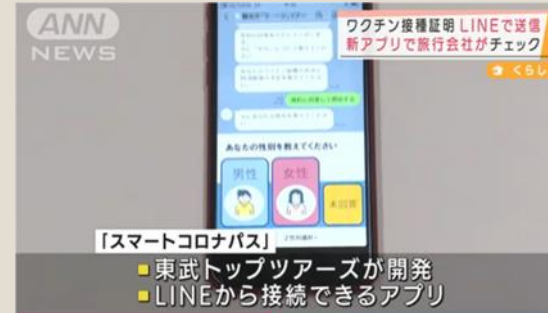 ANN
NEWS
ワクチン接種証明 LINEで送信
新アプリで旅行会社がチェック
くらし
あなたの性別を教えてください
男性
女性
未回答
「スマートコロナパス」
■東武トップツアーズが開発
■LINEから接続できるアプリ